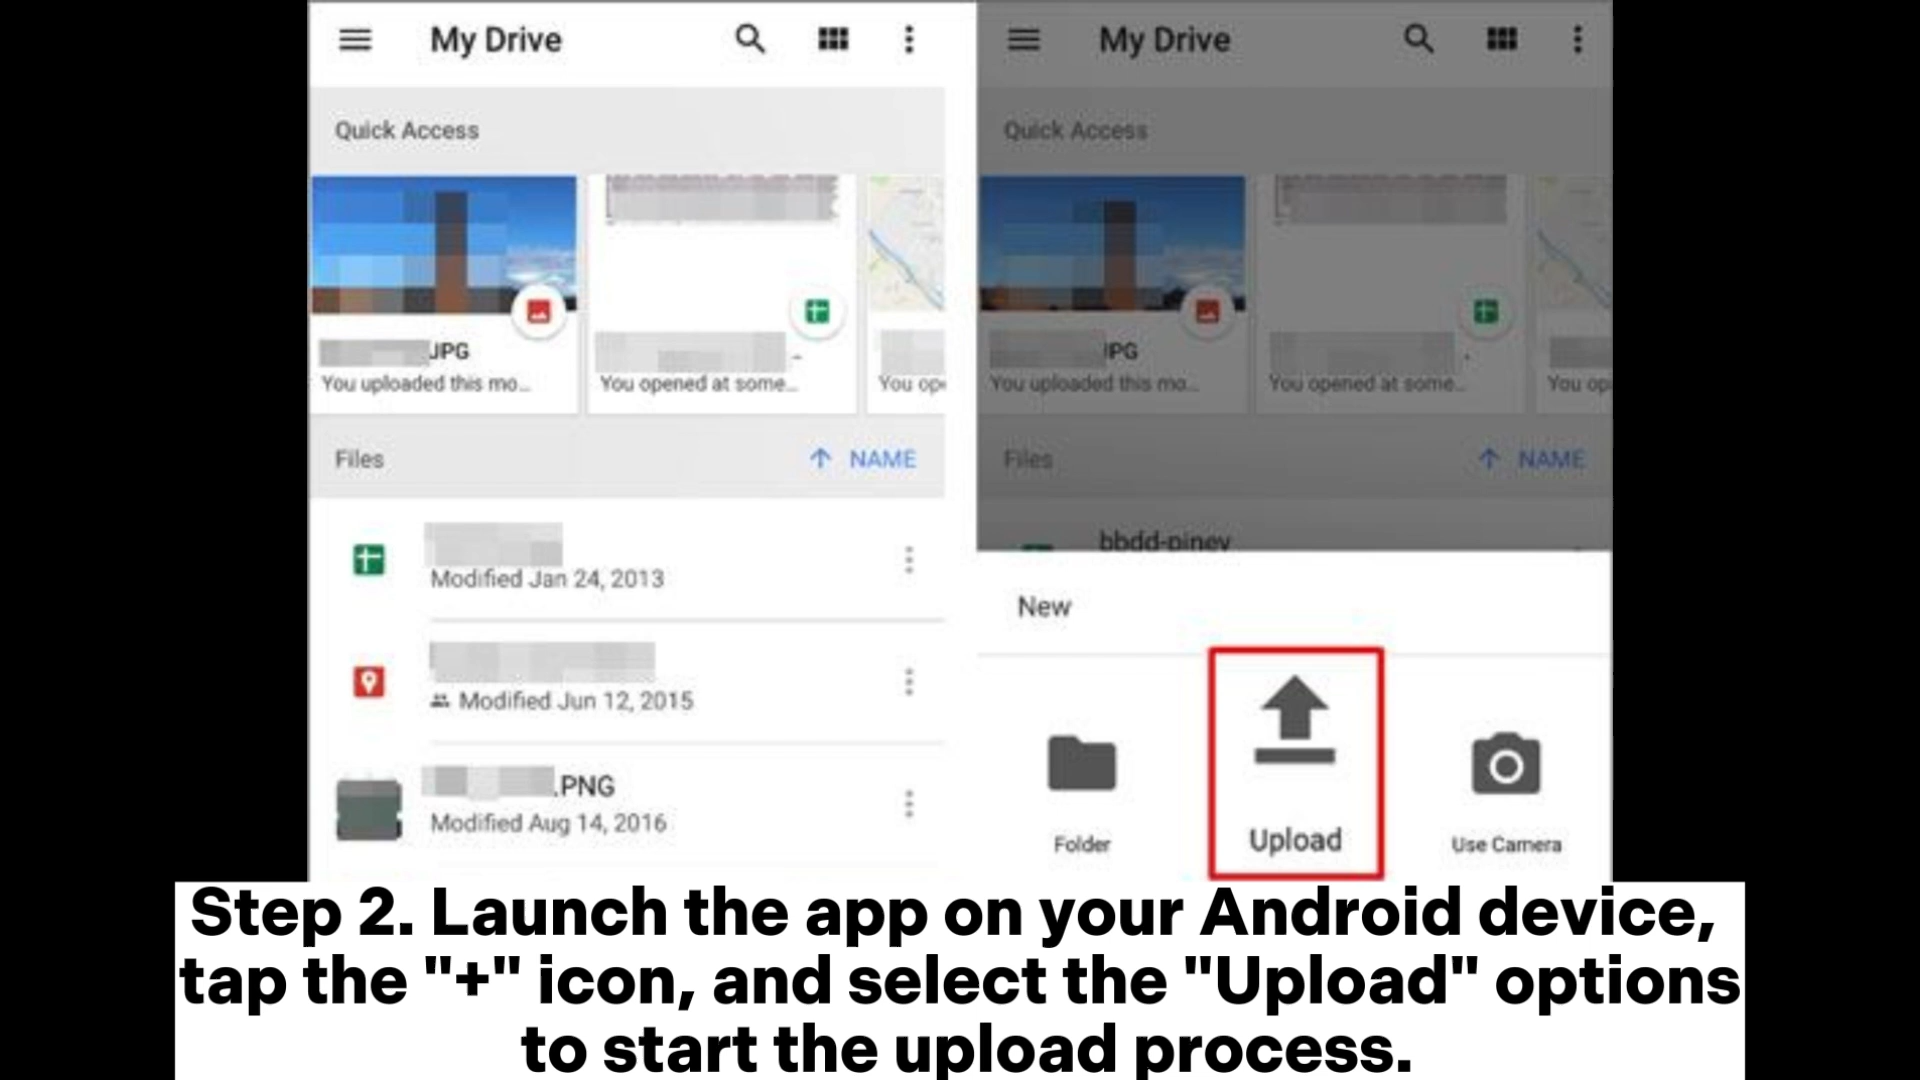 My Drive
Quick Access
JPG
You uploaded this mo...
You opened at some...
You ope
Files
NAME
Modified Jan 24, 2013
Modified Jun 12, 2015
.PNG
Modified Aug 14, 2016
My Drive
Quick Access
JPG
You uploaded this mo...
You opened at some...
You op
Files
NAME
bbdd-piney
New
Folder
Upload
Use Camera
Step 2. Launch the app on your Android device,
tap the "+" icon, and select the "Upload" options
to start the upload process.